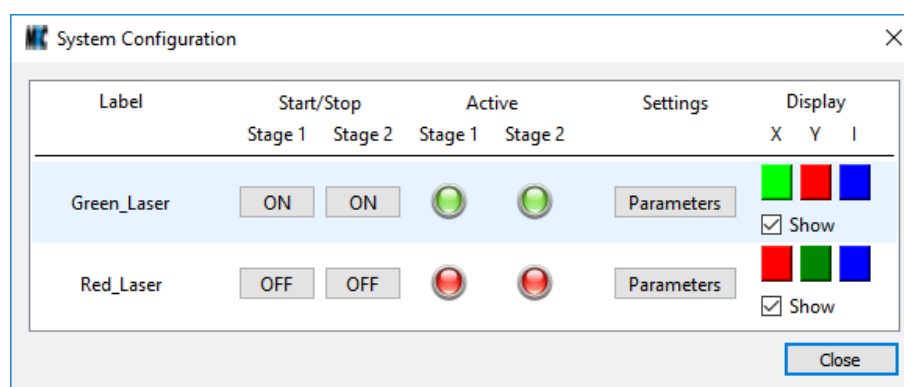 System Configuration
Label Start/Stop Active Settings Display
Stage 1 Stage 2 Stage 1 Stage 2 X Y I
Green_Laser ON ON Parameters
Show
Red_Laser OFF OFF Parameters
Show
Close